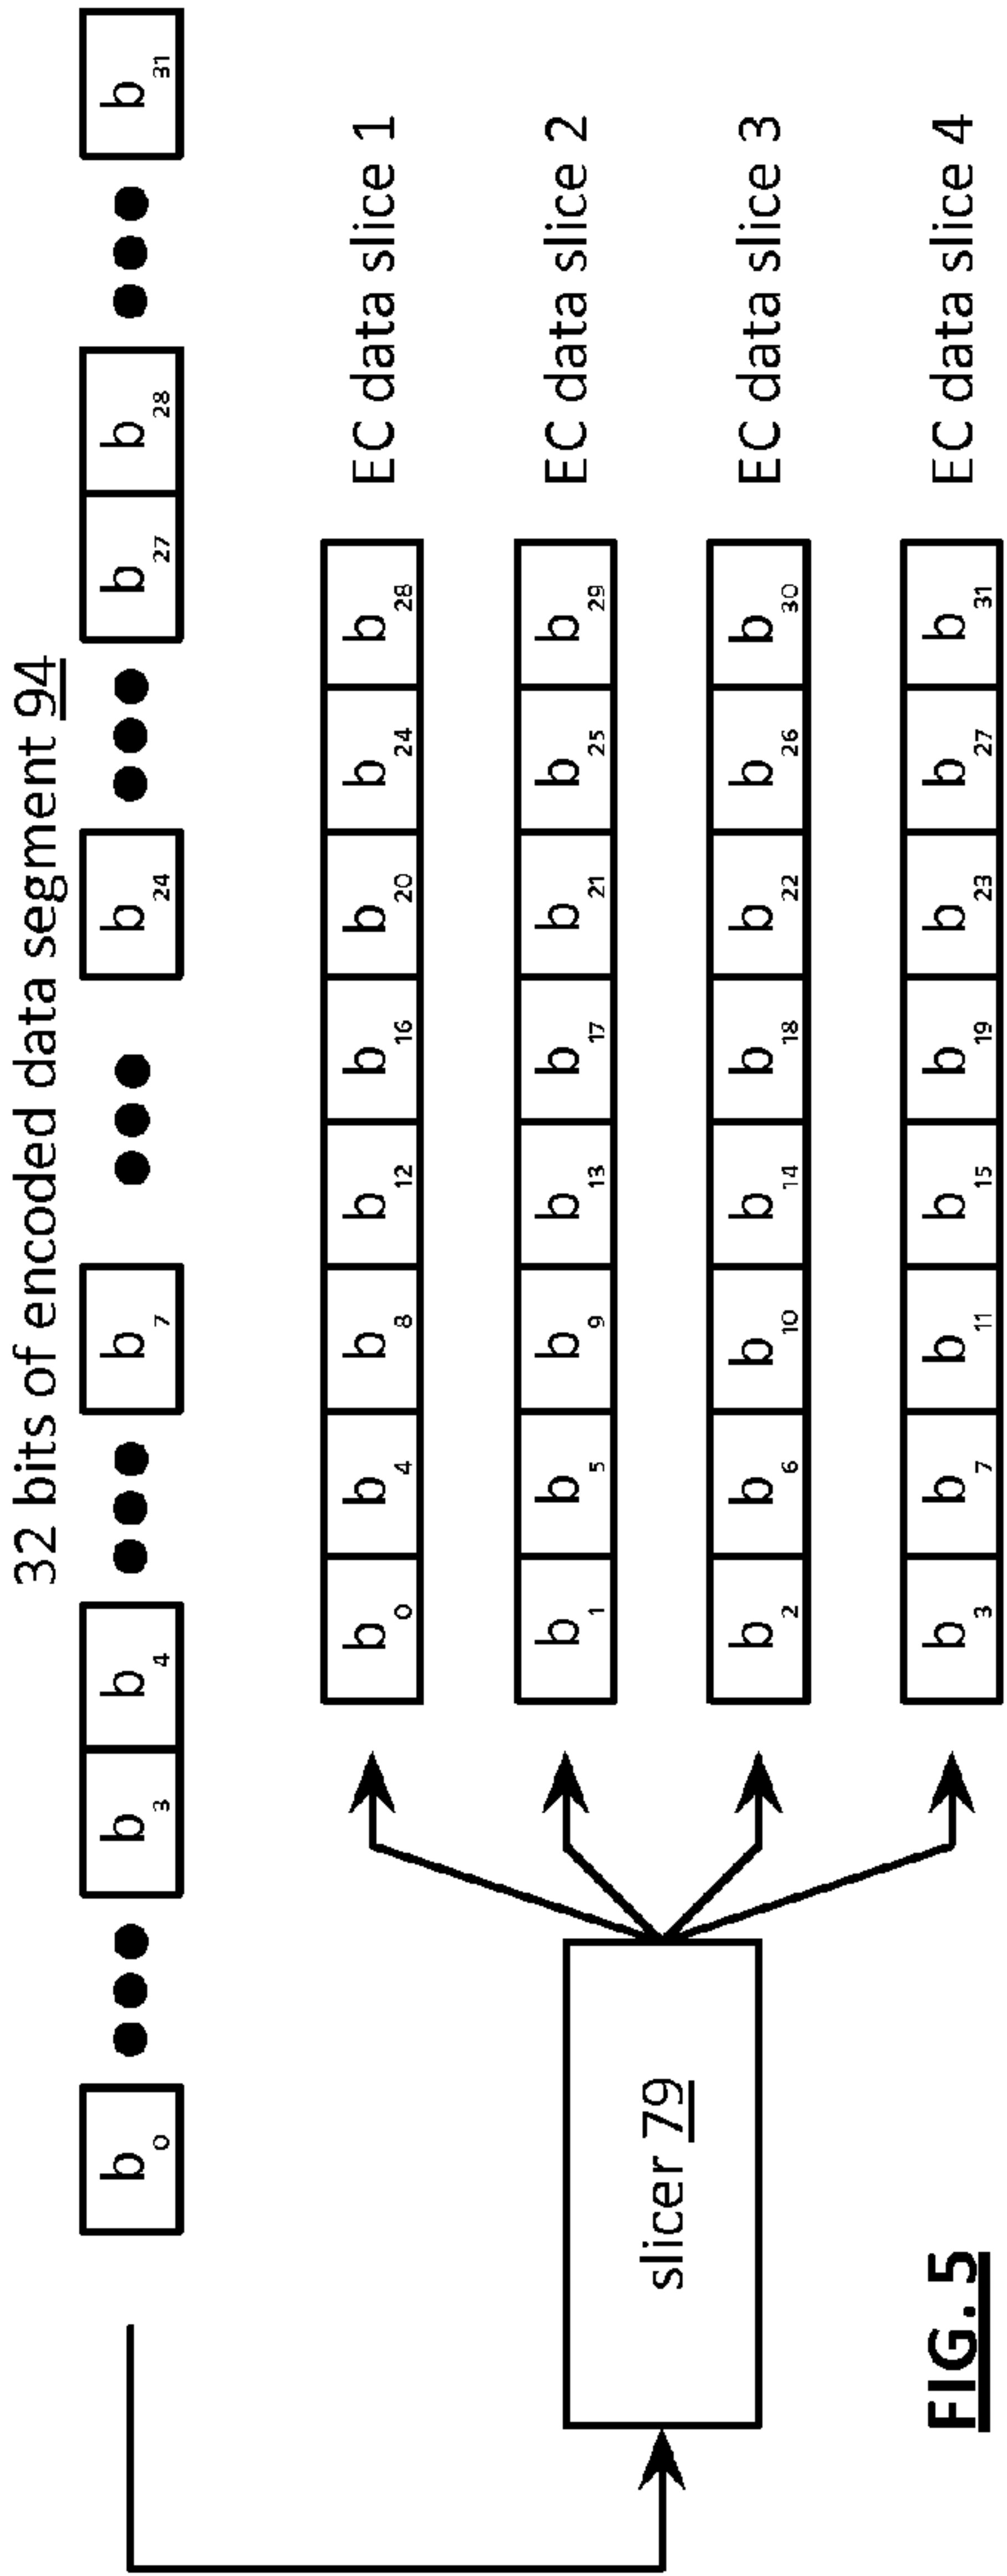 32 bits of encoded data segment 94
b0 ●●● b3 b4 ●●● b7 ●●● b24 ●●● b27 b28 ●●● b31
b0 b4 b8 b12 b16 b20 b24 b28 EC data slice 1
b1 b5 b9 b13 b17 b21 b25 b29 EC data slice 2
slicer 79
b2 b6 b10 b14 b18 b22 b26 b30 EC data slice 3
b3 b7 b11 b15 b19 b23 b27 b31 EC data slice 4
FIG. 5